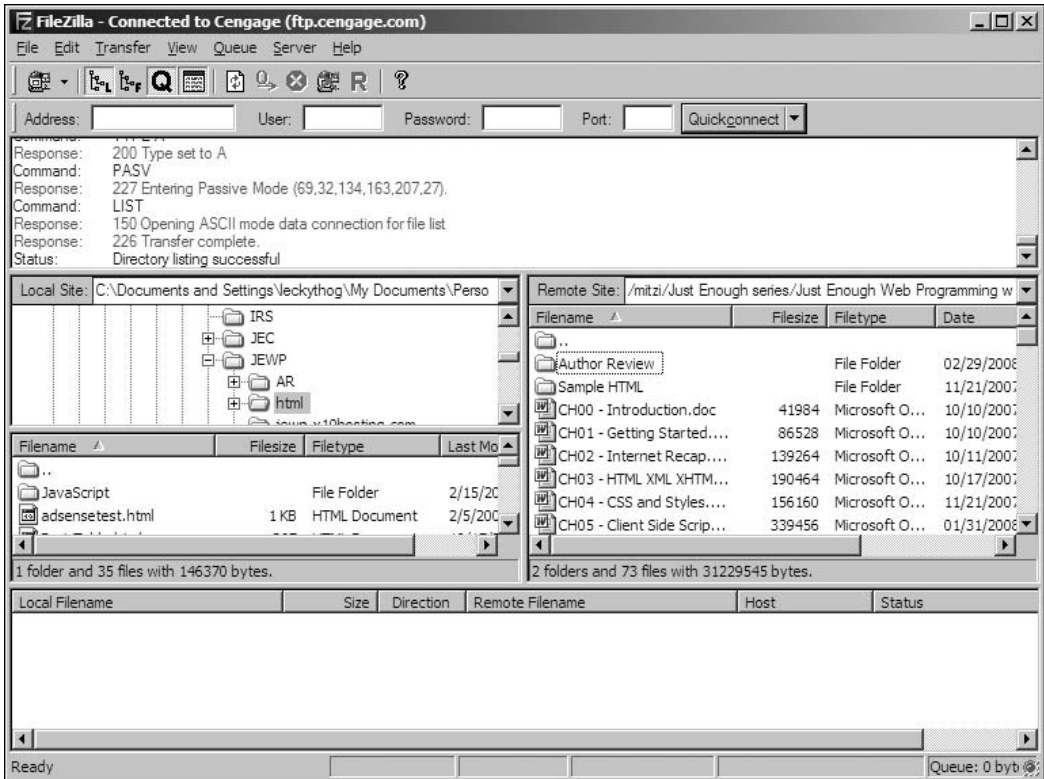 FileZilla - Connected to Cengage (ftp.cengage.com)
File Edit Transfer View Queue Server Help
Address: User: Password: Port: Quickconnect
Response: 200 Type set to A
Command: PASV
Response: 227 Entering Passive Mode (69,32,134,163,207,27).
Command: LIST
Response: 150 Opening ASCII mode data connection for file list
Response: 226 Transfer complete.
Status: Directory listing successful
Local Site: C:\Documents and Settings\leckythog\My Documents\Perso
IRS
JEC
JEWP
AR
html
Filename Filesize Filetype Last Mo
..
JavaScript File Folder 2/15/20
adsensetest.html 1 KB HTML Document 2/5/200
1 folder and 35 files with 146370 bytes.
Remote Site: /mitzi/Just Enough series/Just Enough Web Programming w
Filename Filesize Filetype Date
..
Author Review File Folder 02/29/2008
Sample HTML File Folder 11/21/2007
CH00 - Introduction.doc 41984 Microsoft O... 10/10/2007
CH01 - Getting Started.... 86528 Microsoft O... 10/10/2007
CH02 - Internet Recap.... 139264 Microsoft O... 10/11/2007
CH03 - HTML XML XHTM... 190464 Microsoft O... 10/17/2007
CH04 - CSS and Styles.... 156160 Microsoft O... 11/21/2007
CH05 - Client Side Scrip... 339456 Microsoft O... 01/31/2008
2 folders and 73 files with 31229545 bytes.
Local Filename Size Direction Remote Filename Host Status
Ready Queue: 0 byt